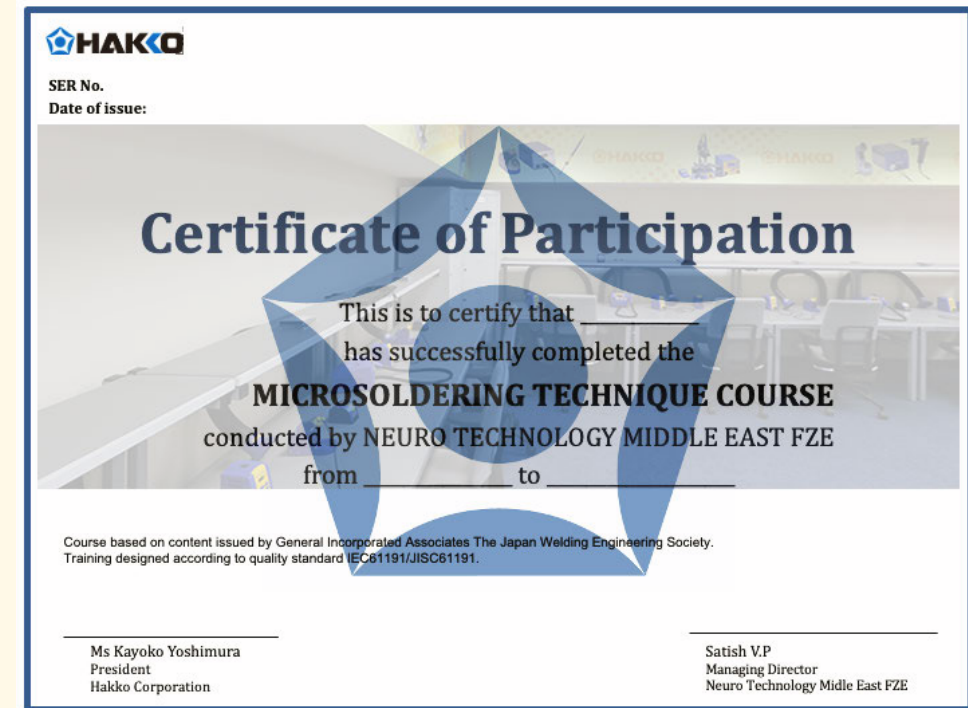 HAKKO
SER No.
Date of issue:
HAKKO
HAKKO
Certificate of Participation
This is to certify that ___________
has successfully completed the
MICROSOLDERING TECHNIQUE COURSE
conducted by NEURO TECHNOLOGY MIDDLE EAST FZE
from ______________ to __________________
Course based on content issued by General Incorporated Associates The Japan Welding Engineering Society.
Training designed according to quality standard IEC61191/JISC61191.
Ms Kayoko Yoshimura
President
Hakko Corporation
Satish V.P
Managing Director
Neuro Technology Midle East FZE